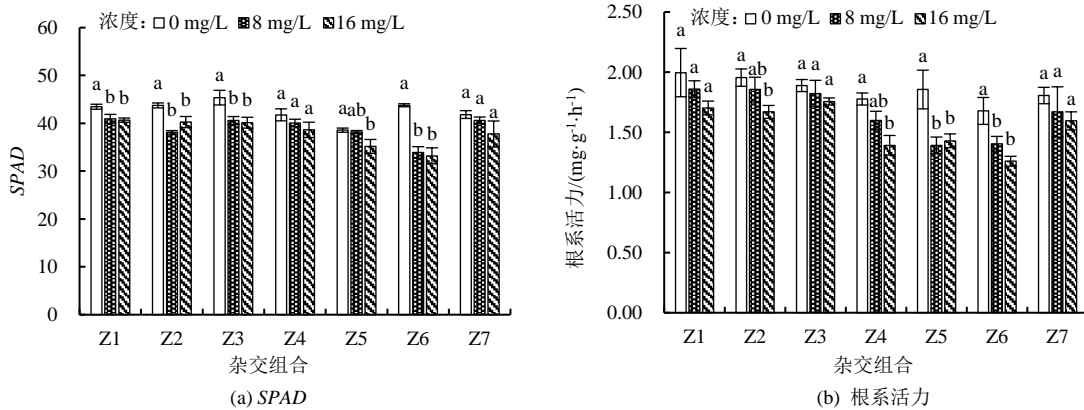 浓度: □ 0 mg/L ▩ 8 mg/L ▧ 16 mg/L
60
50
40
30
20
10
0
SPAD
a b b
a b b
a b b
a a a
a ab b
a b b
a a a
Z1 Z2 Z3 Z4 Z5 Z6 Z7
杂交组合
(a) SPAD
浓度: □ 0 mg/L ▩ 8 mg/L ▧ 16 mg/L
2.50
2.00
1.50
1.00
0.50
0.00
根系活力/(mg·g⁻¹·h⁻¹)
a a a
a ab b
a a a
a ab b
a b b
a b b
a a a
Z1 Z2 Z3 Z4 Z5 Z6 Z7
杂交组合
(b) 根系活力